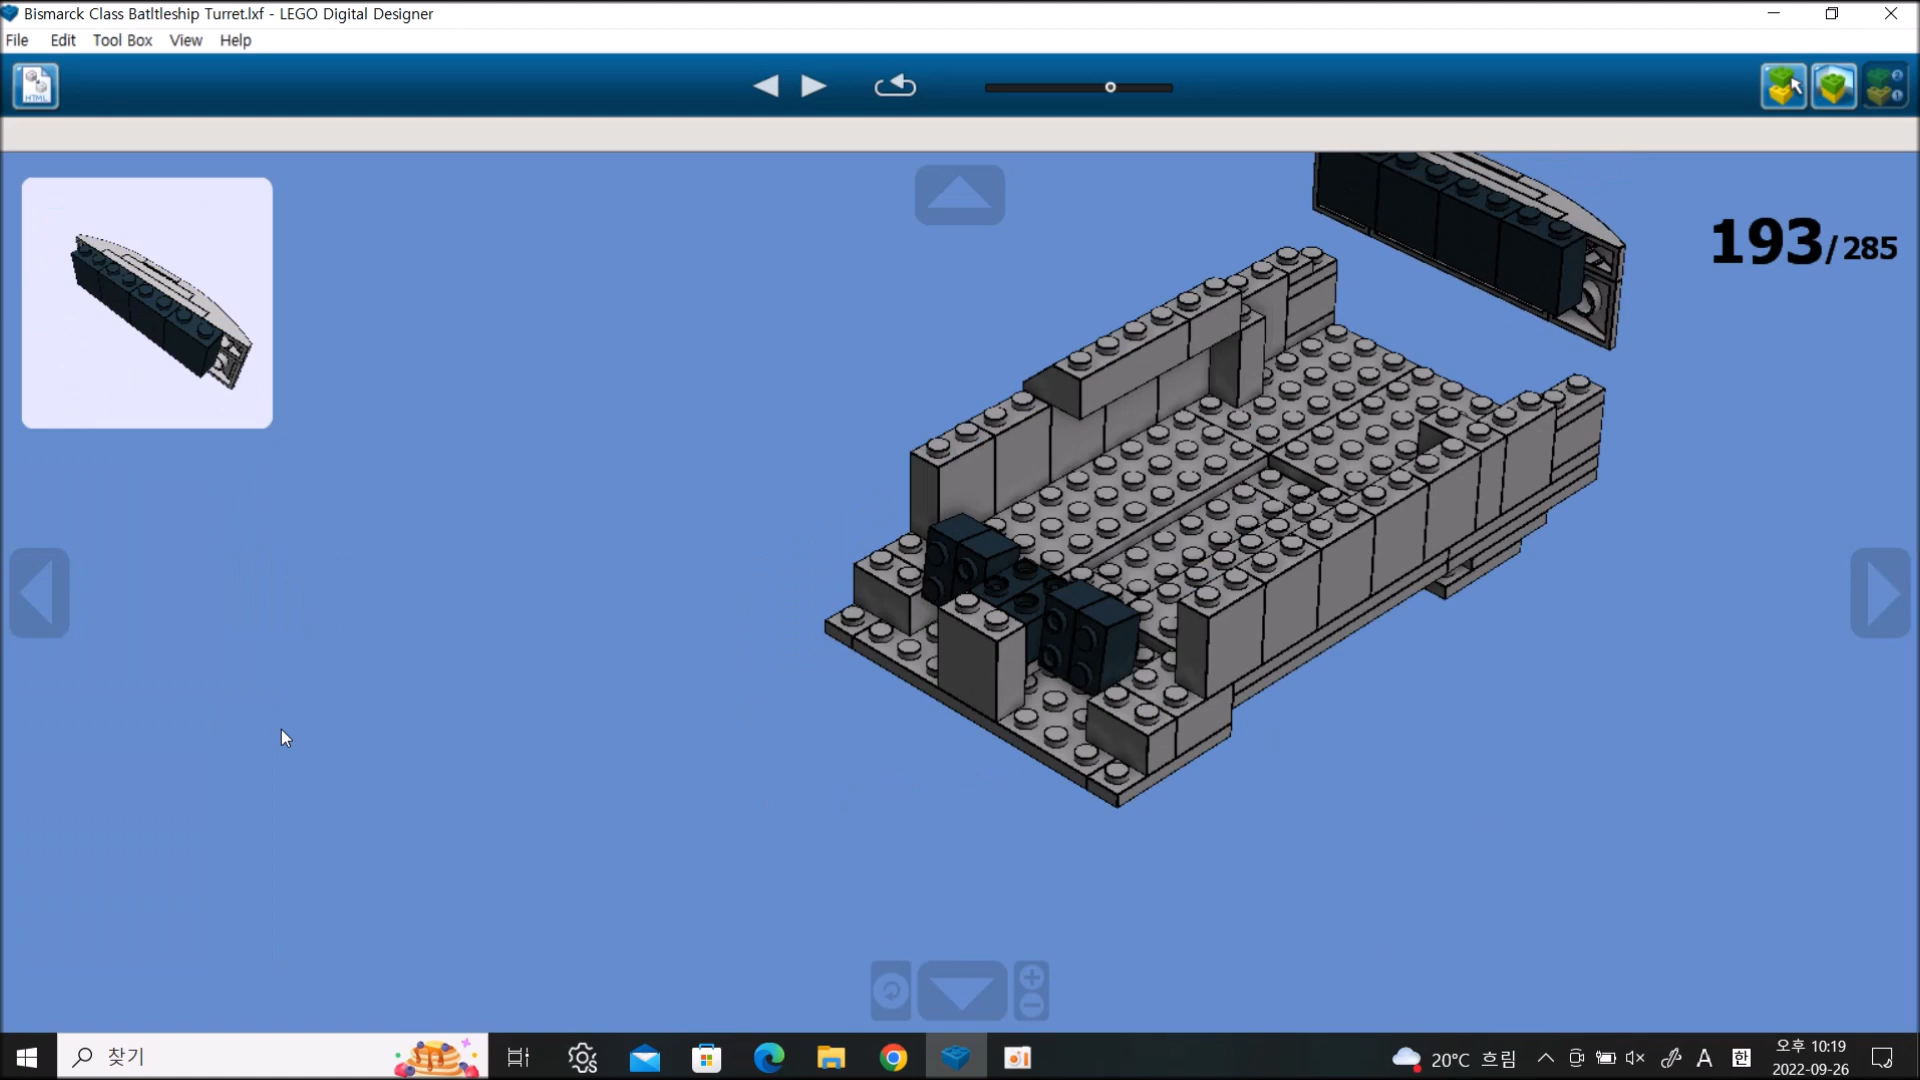 Bismarck Class Batltleship Turret.lxf - LEGO Digital Designer
File Edit Tool Box View Help
HTML
193/285
찾기
20°C 흐림
A
한
오후 10:19
2022-09-26